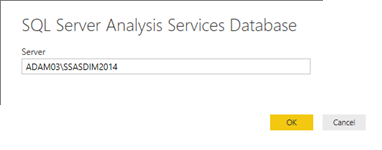 SQL Server Analysis Services Database
Server
ADAM03\SSASDIM2014
OK
Cancel